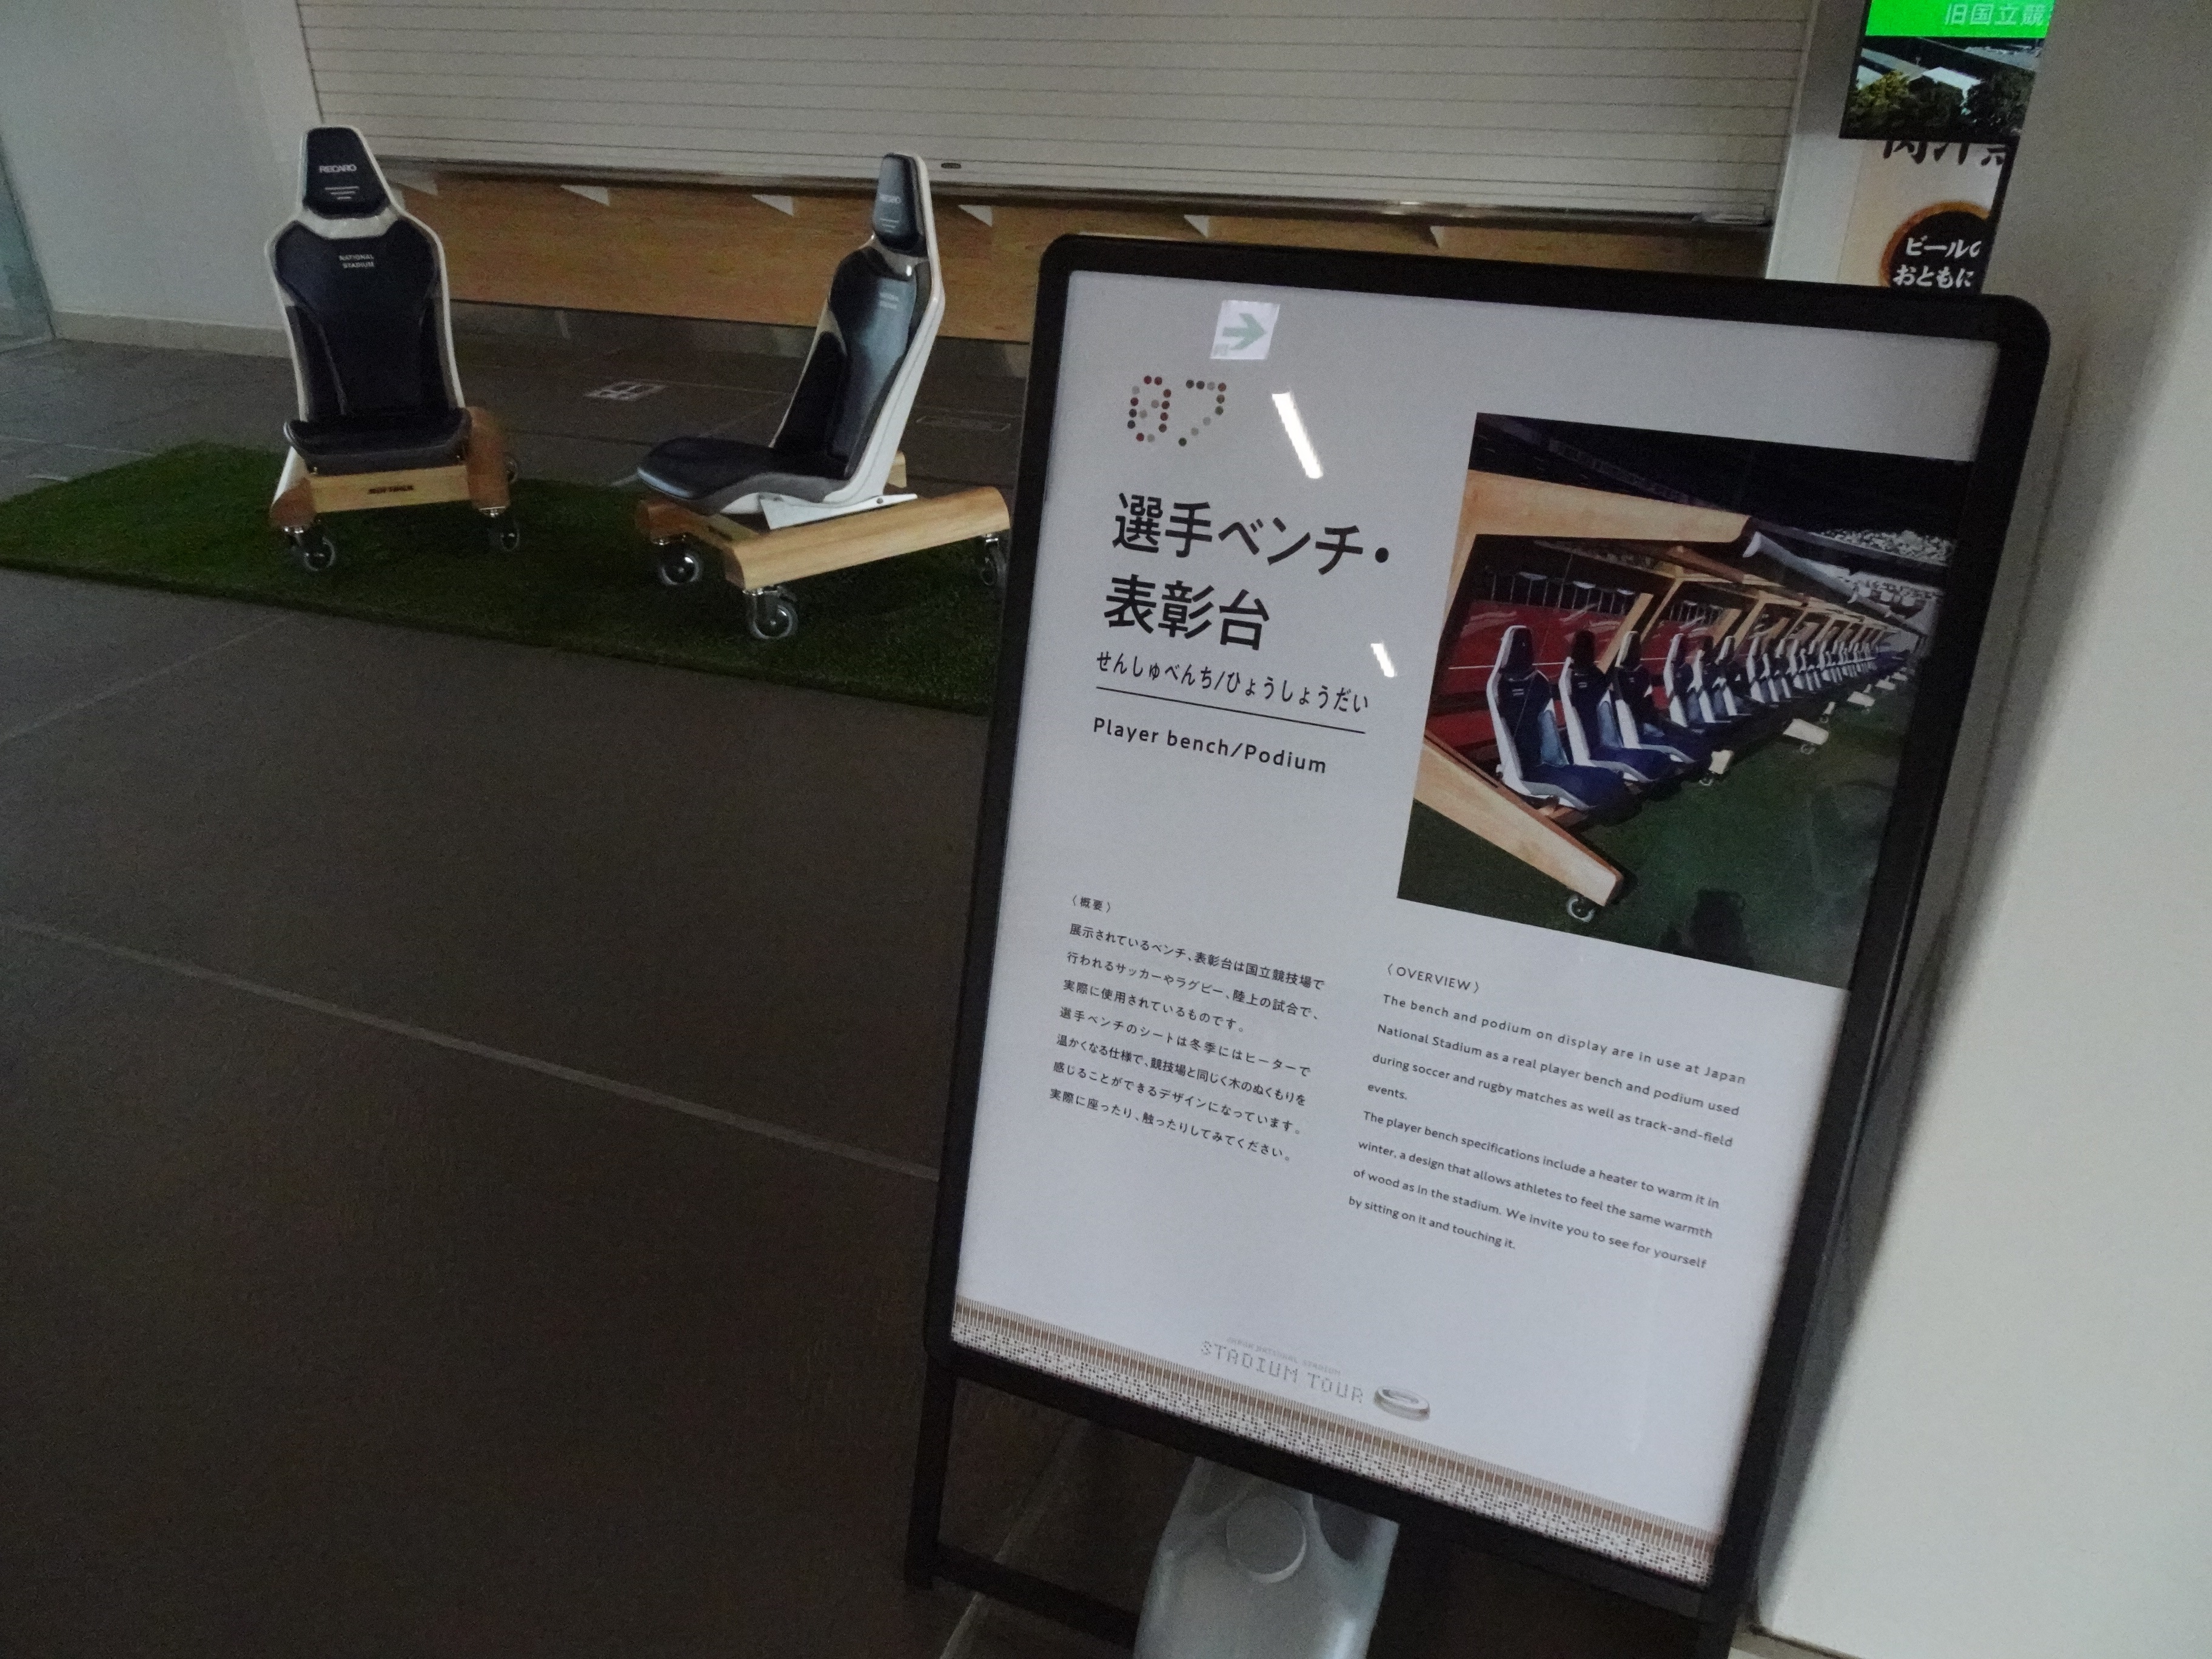 RECARO
NATIONAL
STADIUM
RECARO
旧国立競
ビールの
おともに
07
選手ベンチ・
表彰台
せんしゅべんち/ひょうしょうだい
Player bench/Podium
〈概要〉
展示されているベンチ、表彰台は国立競技場で
行われるサッカーやラグビー、陸上の試合で、
実際に使用されているものです。
選手ベンチのシートは冬季にはヒーターで
温かくなる仕様で、競技場と同じく木のぬくもりを
感じることができるデザインになっています。
実際に座ったり、触ったりしてみてください。
〈OVERVIEW〉
The bench and podium on display are in use at Japan
National Stadium as a real player bench and podium used
during soccer and rugby matches as well as track-and-field
events.
The player bench specifications include a heater to warm it in
winter, a design that allows athletes to feel the same warmth
of wood as in the stadium. We invite you to see for yourself
by sitting on it and touching it.
JAPAN NATIONAL STADIUM
STADIUM TOUR